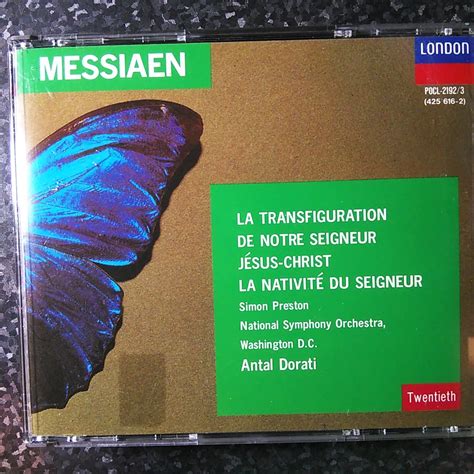 MESSIAEN
LONDON
POCL-2192/3
(425 616-2)
LA TRANSFIGURATION
DE NOTRE SEIGNEUR
JÉSUS-CHRIST
LA NATIVITÉ DU SEIGNEUR
Simon Preston
National Symphony Orchestra,
Washington D.C.
Antal Dorati
Twentieth